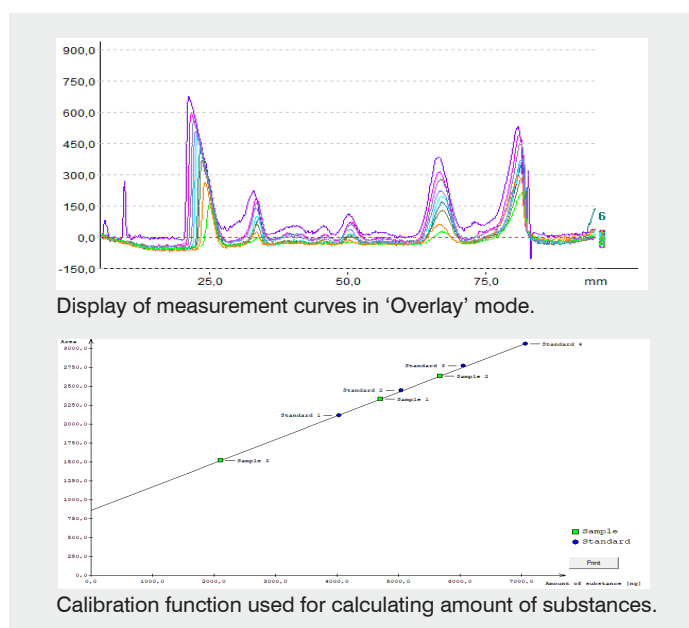 900,0
750,0
600,0
450,0
300,0
150,0
0,0
-150,0
25,0 50,0 75,0 mm
6
Display of measurement curves in ‘Overlay’ mode.
Area
3000,0
2750,0
2500,0
2250,0
2000,0
1750,0
1500,0
1250,0
1000,0
750,0
500,0
250,0
0,0
0,0 1000,0 2000,0 3000,0 4000,0 5000,0 6000,0 7000,0 Amount of substance [ng]
Standard 4
Standard 3
Sample 2
Standard 2
Sample 1
Standard 1
Sample 3
Sample
Standard
Print
Calibration function used for calculating amount of substances.